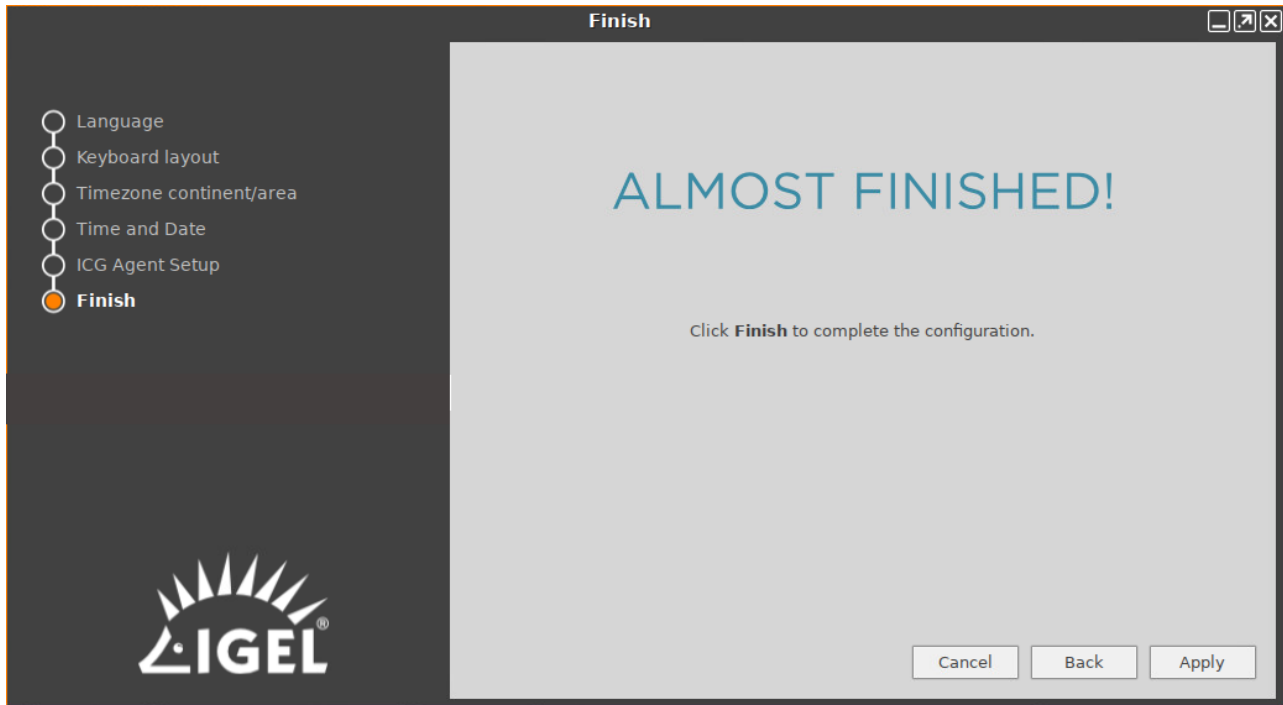 Finish
Language
Keyboard layout
Timezone continent/area
Time and Date
ICG Agent Setup
Finish
ALMOST FINISHED!
Click Finish to complete the configuration.
IGEL®
Cancel
Back
Apply